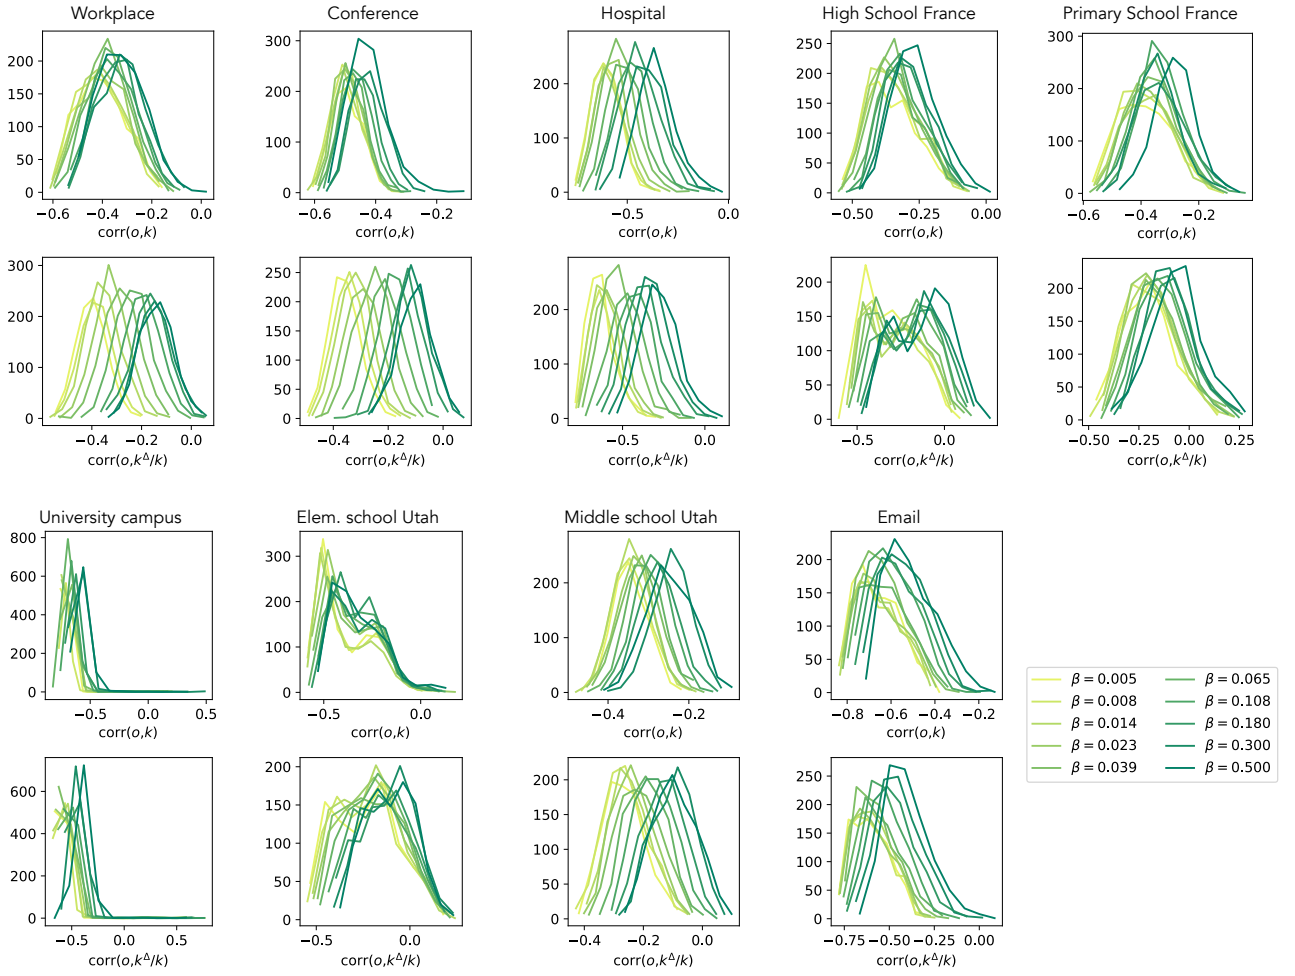 Workplace
Conference
Hospital
High School France
Primary School France
200
150
100
50
0
−0.6 −0.4 −0.2 0.0
corr(o,k)
300
200
100
0
−0.6 −0.4 −0.2
corr(o,k)
200
100
0
−0.5 0.0
corr(o,k)
250
200
150
100
50
0
−0.50 −0.25 0.00
corr(o,k)
300
200
100
0
−0.6 −0.4 −0.2
corr(o,k)
300
200
100
0
−0.4 −0.2 0.0
corr(o,k^Δ/k)
250
200
150
100
50
0
−0.4 −0.2 0.0
corr(o,k^Δ/k)
300
200
100
0
−0.5 0.0
corr(o,k^Δ/k)
200
150
100
50
0
−0.5 0.0
corr(o,k^Δ/k)
200
150
100
50
0
−0.50 −0.25 0.00 0.25
corr(o,k^Δ/k)
University campus
Elem. school Utah
Middle school Utah
Email
800
600
400
200
0
−0.5 0.0 0.5
corr(o,k)
300
200
100
0
−0.5 0.0
corr(o,k)
200
100
0
−0.4 −0.2
corr(o,k)
200
150
100
50
0
−0.8 −0.6 −0.4 −0.2
corr(o,k)
β = 0.005
β = 0.008
β = 0.014
β = 0.023
β = 0.039
β = 0.065
β = 0.108
β = 0.180
β = 0.300
β = 0.500
600
400
200
0
−0.5 0.0 0.5
corr(o,k^Δ/k)
200
150
100
50
0
−0.5 0.0
corr(o,k^Δ/k)
200
150
100
50
0
−0.4 −0.2 0.0
corr(o,k^Δ/k)
250
200
150
100
50
0
−0.75 −0.50 −0.25 0.00
corr(o,k^Δ/k)